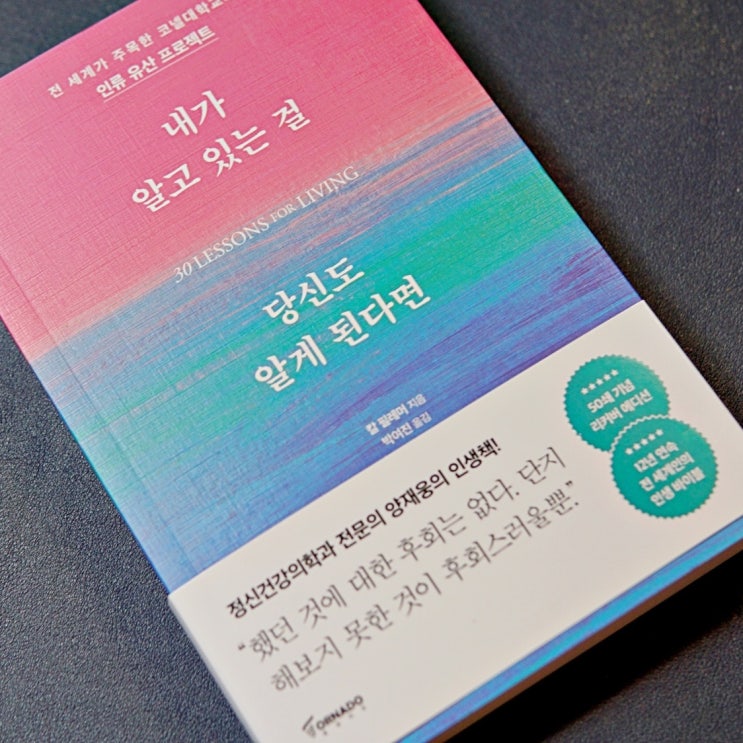 전 세계가 주목한 코넬대학교
인류 유산 프로젝트
내가
알고 있는 걸
30 LESSONS FOR LIVING
당신도
알게 된다면
칼 필레머 지음
박여진 옮김
★★★★★
50쇄 기념
리커버 에디션
★★★★★
12년 연속
전 세계인의
인생 바이블
정신건강의학과 전문의 양재웅의 인생책!
“했던 것에 대한 후회는 없다. 단지
해보지 못한 것이 후회스러울뿐.”
TORNADO